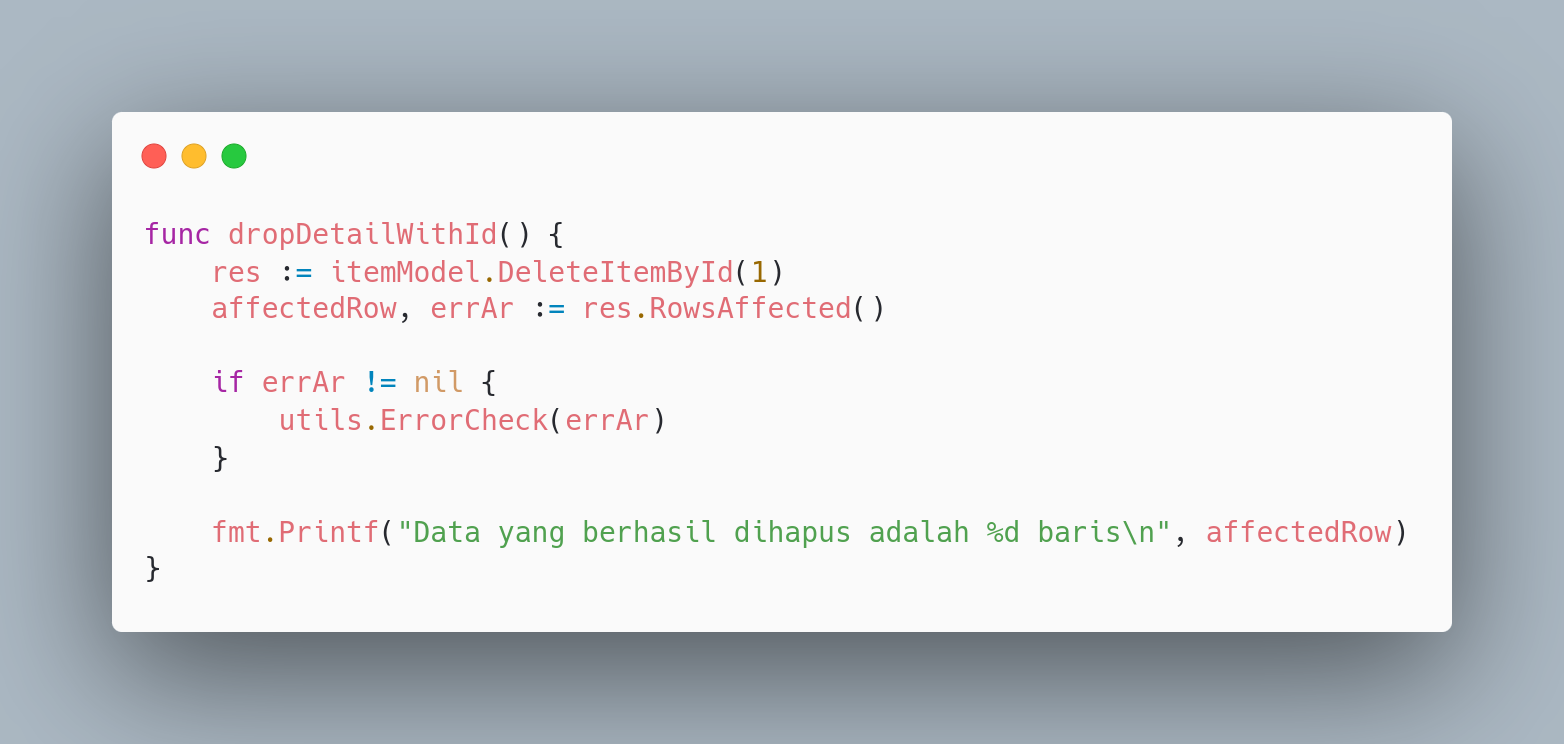 func dropDetailWithId() {
    res := itemModel.DeleteItemById(1)
    affectedRow, errAr := res.RowsAffected()

    if errAr != nil {
        utils.ErrorCheck(errAr)
    }

    fmt.Printf("Data yang berhasil dihapus adalah %d baris\n", affectedRow)
}